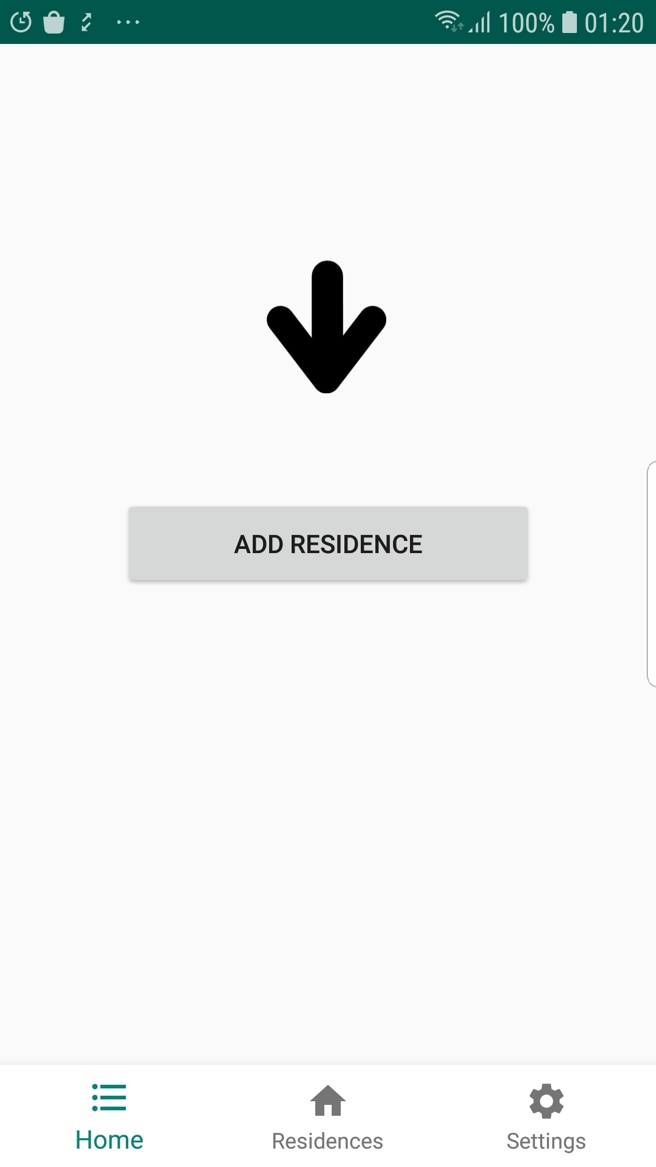 100% 01:20
ADD RESIDENCE
Home Residences Settings